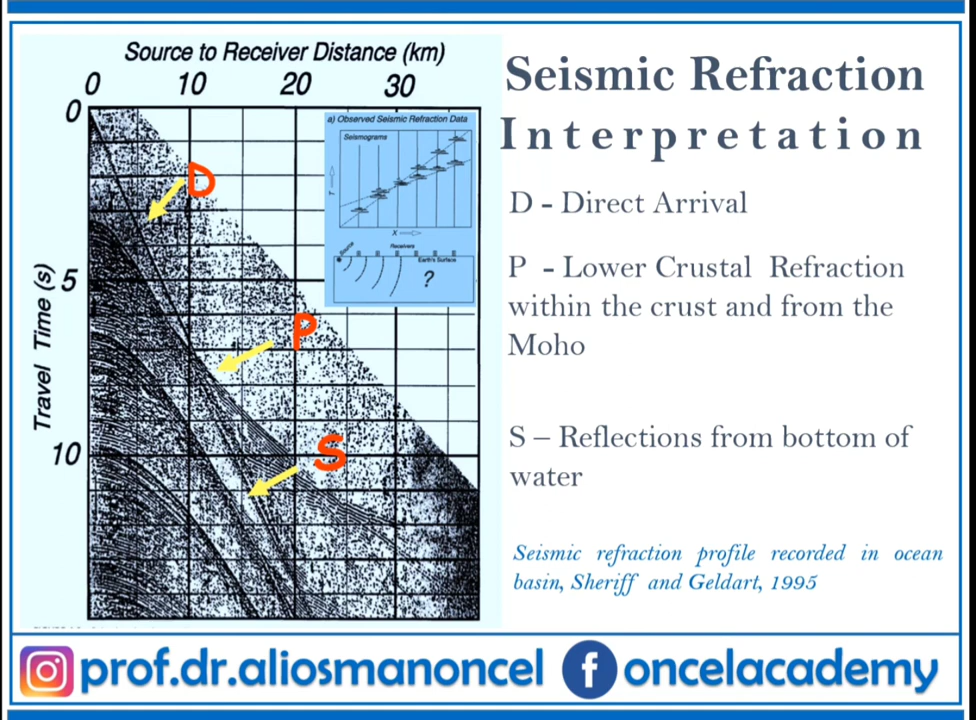 Source to Receiver Distance (km)
0 10 20 30
0
5
10
Travel Time (s)
D
P
S
a) Observed Seismic Refraction Data
Seismograms
T
X
Source
Receivers
Earth's Surface
?
Seismic Refraction
Interpretation
D - Direct Arrival
P - Lower Crustal Refraction
within the crust and from the
Moho
S – Reflections from bottom of
water
Seismic refraction profile recorded in ocean
basin, Sheriff and Geldart, 1995
prof.dr.aliosmanoncel
f oncelacademy